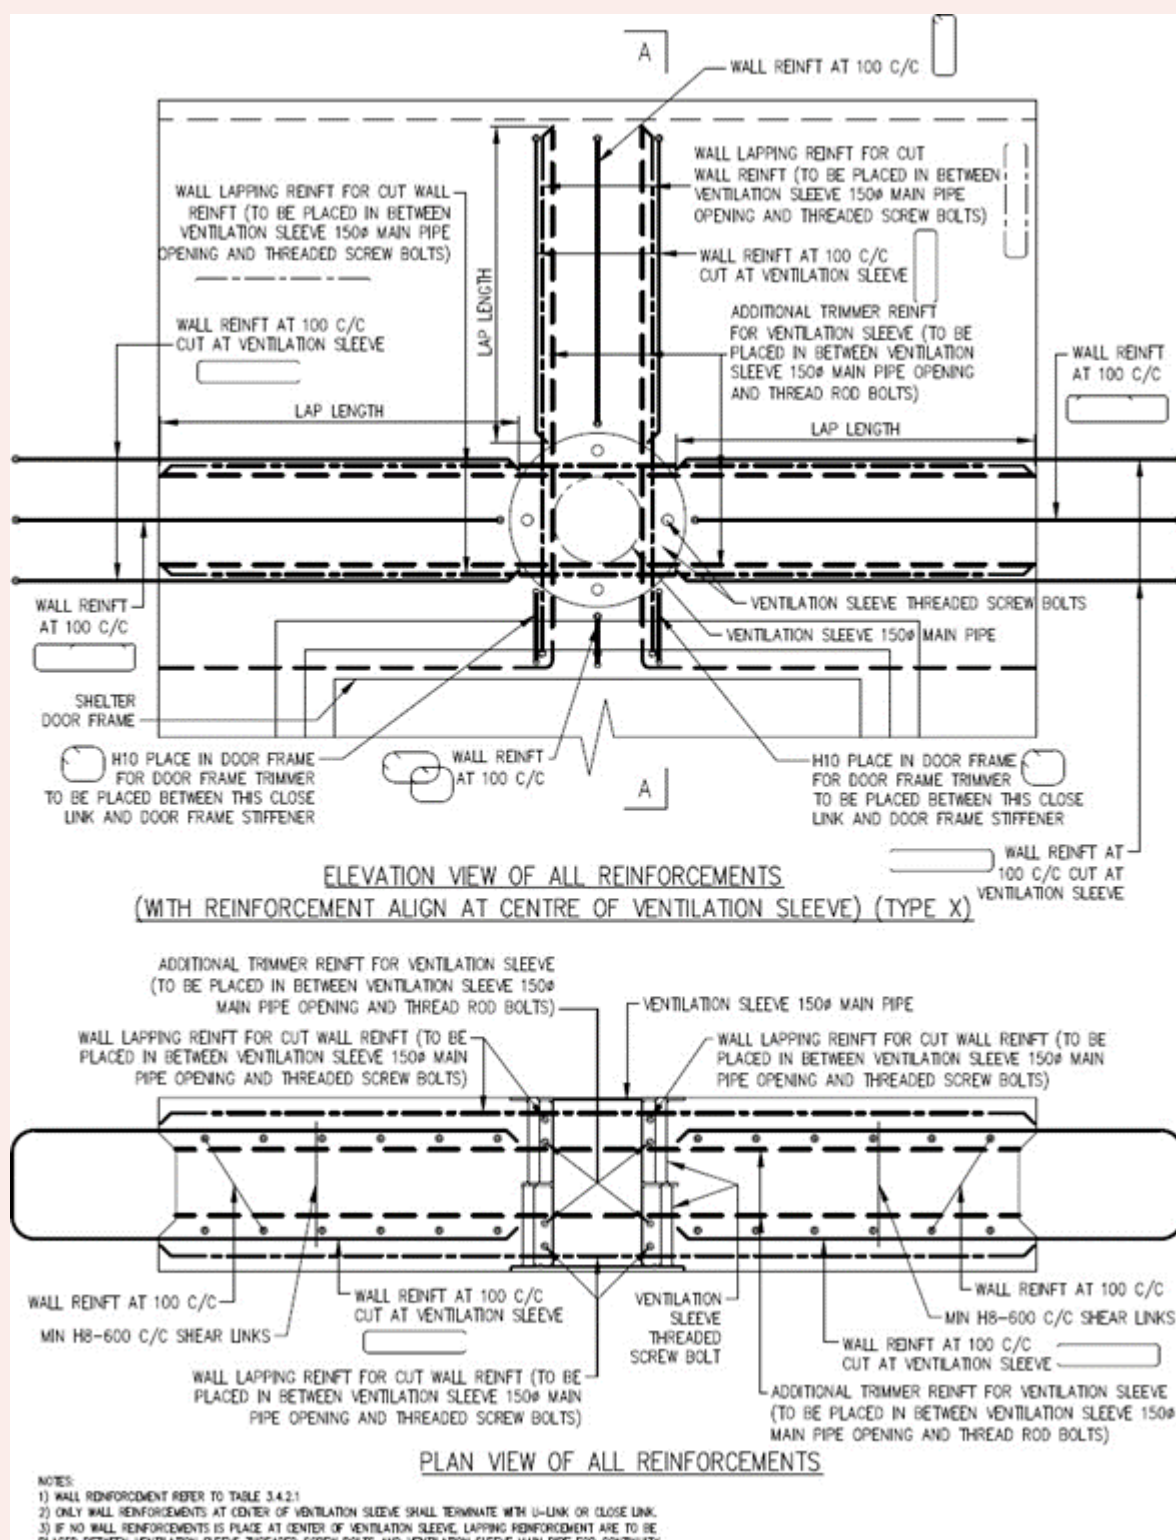 A
WALL REINFT AT 100 C/C
WALL LAPPING REINFT FOR CUT
WALL REINFT (TO BE PLACED IN BETWEEN
VENTILATION SLEEVE 150ø MAIN PIPE
OPENING AND THREADED SCREW BOLTS)
WALL LAPPING REINFT FOR CUT WALL
REINFT (TO BE PLACED IN BETWEEN
VENTILATION SLEEVE 150ø MAIN PIPE
OPENING AND THREADED SCREW BOLTS)
WALL REINFT AT 100 C/C
CUT AT VENTILATION SLEEVE
LAP LENGTH
ADDITIONAL TRIMMER REINFT
FOR VENTILATION SLEEVE (TO BE
PLACED IN BETWEEN VENTILATION
SLEEVE 150ø MAIN PIPE OPENING
AND THREAD ROD BOLTS)
WALL REINFT AT 100 C/C
CUT AT VENTILATION SLEEVE
WALL REINFT
AT 100 C/C
LAP LENGTH
LAP LENGTH
WALL REINFT
AT 100 C/C
VENTILATION SLEEVE THREADED SCREW BOLTS
VENTILATION SLEEVE 150ø MAIN PIPE
SHELTER
DOOR FRAME
H10 PLACE IN DOOR FRAME
FOR DOOR FRAME TRIMMER
TO BE PLACED BETWEEN THIS CLOSE
LINK AND DOOR FRAME STIFFENER
WALL REINFT
AT 100 C/C
A
H10 PLACE IN DOOR FRAME
FOR DOOR FRAME TRIMMER
TO BE PLACED BETWEEN THIS CLOSE
LINK AND DOOR FRAME STIFFENER
WALL REINFT AT
100 C/C CUT AT
VENTILATION SLEEVE
ELEVATION VIEW OF ALL REINFORCEMENTS
(WITH REINFORCEMENT ALIGN AT CENTRE OF VENTILATION SLEEVE) (TYPE X)
ADDITIONAL TRIMMER REINFT FOR VENTILATION SLEEVE
(TO BE PLACED IN BETWEEN VENTILATION SLEEVE 150ø
MAIN PIPE OPENING AND THREAD ROD BOLTS)
VENTILATION SLEEVE 150ø MAIN PIPE
WALL LAPPING REINFT FOR CUT WALL REINFT (TO BE
PLACED IN BETWEEN VENTILATION SLEEVE 150ø MAIN
PIPE OPENING AND THREADED SCREW BOLTS)
WALL LAPPING REINFT FOR CUT WALL REINFT (TO BE
PLACED IN BETWEEN VENTILATION SLEEVE 150ø MAIN
PIPE OPENING AND THREADED SCREW BOLTS)
WALL REINFT AT 100 C/C
MIN H8-600 C/C SHEAR LINKS
WALL REINFT AT 100 C/C
CUT AT VENTILATION SLEEVE
VENTILATION
SLEEVE
THREADED
SCREW BOLT
WALL REINFT AT 100 C/C
MIN H8-600 C/C SHEAR LINKS
WALL REINFT AT 100 C/C
CUT AT VENTILATION SLEEVE
WALL LAPPING REINFT FOR CUT WALL REINFT (TO BE
PLACED IN BETWEEN VENTILATION SLEEVE 150ø MAIN
PIPE OPENING AND THREADED SCREW BOLTS)
ADDITIONAL TRIMMER REINFT FOR VENTILATION SLEEVE
(TO BE PLACED IN BETWEEN VENTILATION SLEEVE 150ø
MAIN PIPE OPENING AND THREAD ROD BOLTS)
PLAN VIEW OF ALL REINFORCEMENTS
NOTES:
1) WALL REINFORCEMENT REFER TO TABLE 3.4.2.1
2) ONLY WALL REINFORCEMENTS AT CENTER OF VENTILATION SLEEVE SHALL TERMINATE WITH U-LINK OR CLOSE LINK.
3) IF NO WALL REINFORCEMENTS IS PLACE AT CENTER OF VENTILATION SLEEVE, LAPPING REINFORCEMENT ARE TO BE
PLACED BETWEEN VENTILATION SLEEVE THREADED SCREW BOLTS AND VENTILATION SLEEVE MAIN PIPE FOR CONTINUITY